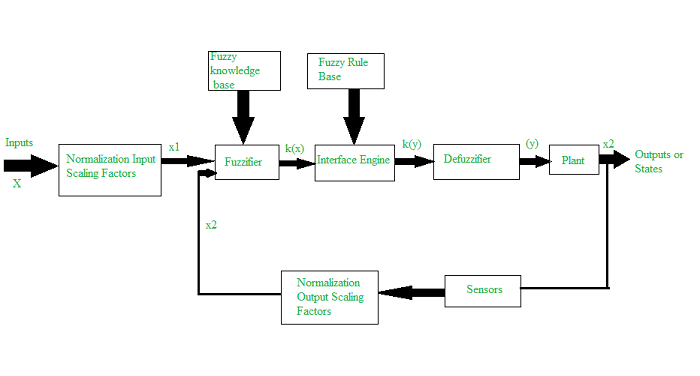 Fuzzy
knowledge
base
Fuzzy Rule
Base
Inputs
X
Normalization Input
Scaling Factors
x1
Fuzzifier
k(x)
Interface Engine
k(y)
Defuzzifier
(y)
Plant
x2
Outputs or
States
x2
Normalization
Output Scaling
Factors
Sensors